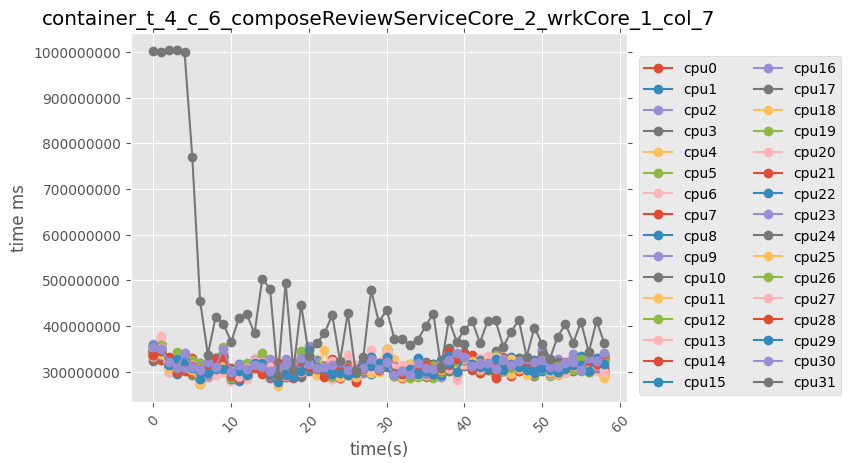 container_t_4_c_6_composeReviewServiceCore_2_wrkCore_1_col_7
1000000000
900000000
800000000
700000000
600000000
500000000
400000000
300000000
time ms
0
10
20
30
40
50
60
time(s)
cpu0
cpu1
cpu2
cpu3
cpu4
cpu5
cpu6
cpu7
cpu8
cpu9
cpu10
cpu11
cpu12
cpu13
cpu14
cpu15
cpu16
cpu17
cpu18
cpu19
cpu20
cpu21
cpu22
cpu23
cpu24
cpu25
cpu26
cpu27
cpu28
cpu29
cpu30
cpu31